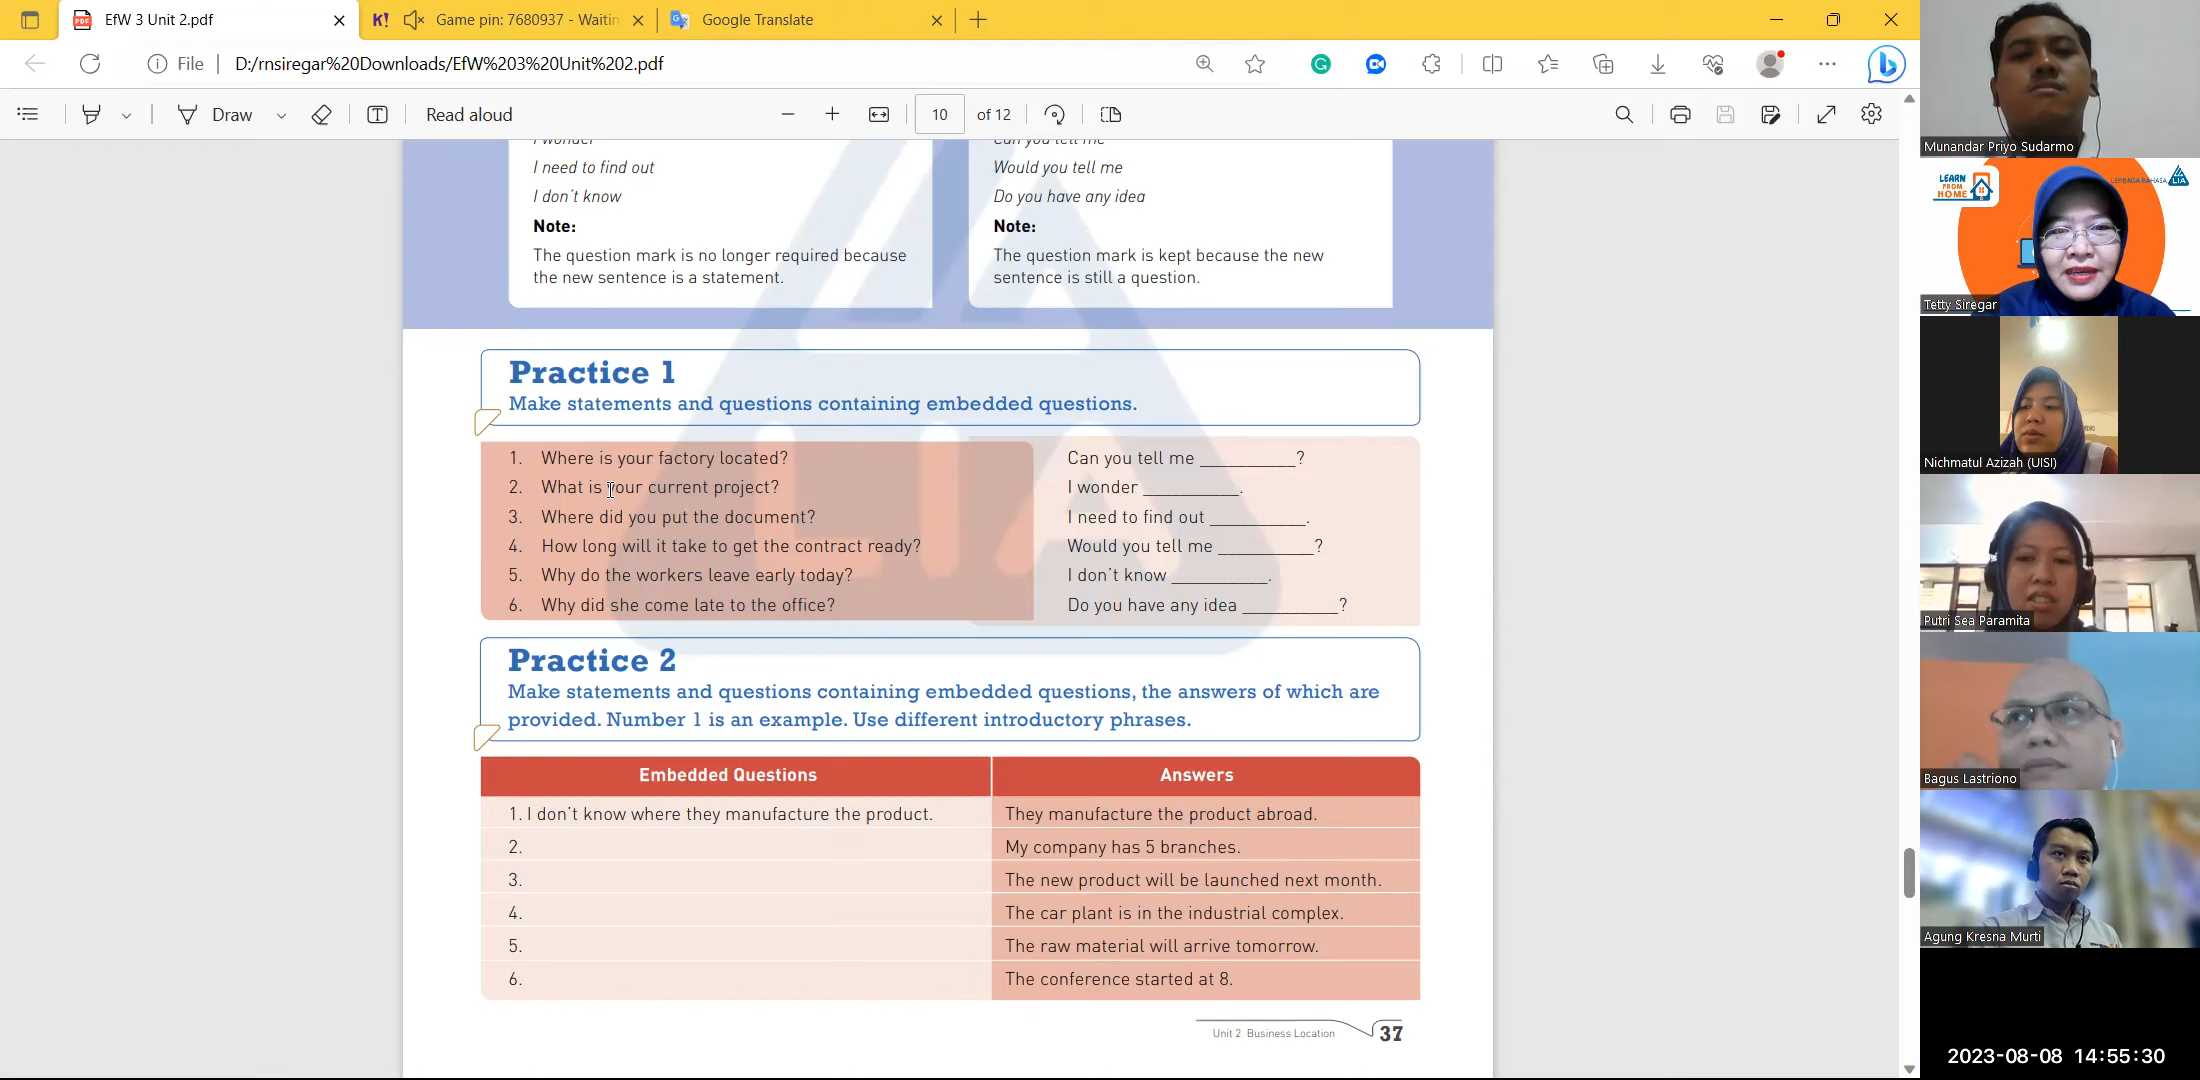 EfW 3 Unit 2.pdf
K! Game pin: 7680937 - Waitin
Google Translate
File D:/rnsiregar%20Downloads/EfW%203%20Unit%202.pdf
Draw
Read aloud
10 of 12
I wonder
I need to find out
I don't know
Note:
The question mark is no longer required because
the new sentence is a statement.
Can you tell me
Would you tell me
Do you have any idea
Note:
The question mark is kept because the new
sentence is still a question.
Practice 1
Make statements and questions containing embedded questions.
1. Where is your factory located? Can you tell me __________?
2. What is your current project? I wonder __________.
3. Where did you put the document? I need to find out __________.
4. How long will it take to get the contract ready? Would you tell me __________?
5. Why do the workers leave early today? I don't know __________.
6. Why did she come late to the office? Do you have any idea __________?
Practice 2
Make statements and questions containing embedded questions, the answers of which are
provided. Number 1 is an example. Use different introductory phrases.
Embedded Questions Answers
1. I don't know where they manufacture the product. They manufacture the product abroad.
2. My company has 5 branches.
3. The new product will be launched next month.
4. The car plant is in the industrial complex.
5. The raw material will arrive tomorrow.
6. The conference started at 8.
Unit 2 Business Location 37
LIA
Munandar Priyo Sudarmo
LEARN
FROM
HOME
LEMBAGA BAHASA
LIA
Tetty Siregar
Nichmatul Azizah (UISI)
Putri Sea Paramita
Bagus Lastriono
Agung Kresna Murti
2023-08-08 14:55:30